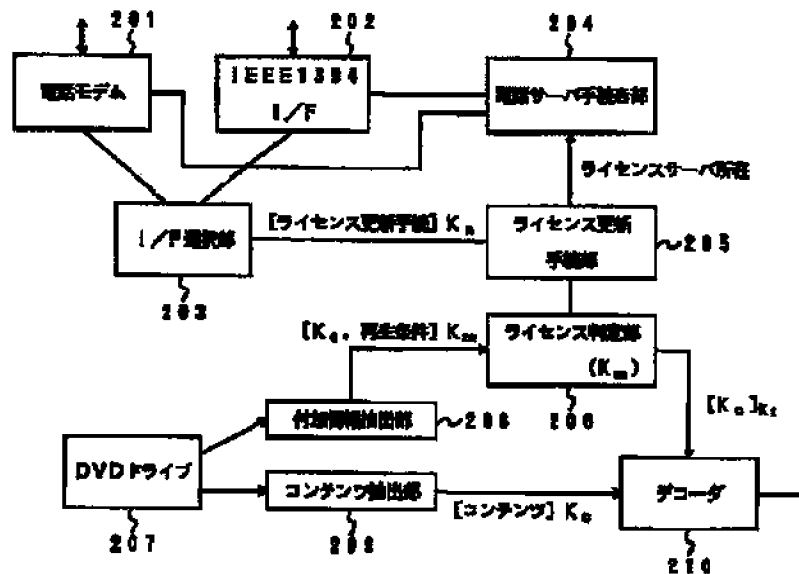 201
202
204
電話モデム
IEEE1394
I/F
電話サーバ手続き部
ライセンスサーバ所在
I/F選択部
[ライセンス更新手続] Kn
ライセンス更新
手続部
205
203
[Kc, 再生条件] Km
ライセンス判定部
(Km)
付加情報抽出部
206
[Kc]Kt
DVDドライブ
コンテンツ抽出部
[コンテンツ] Kc
デコーダ
207
210